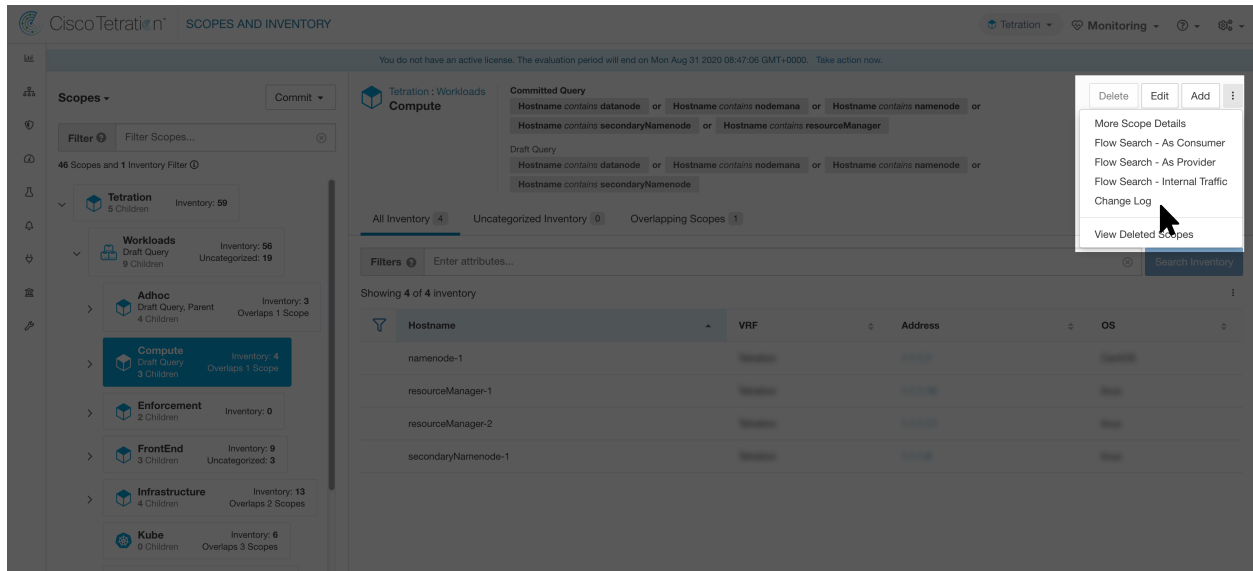 Cisco Tetration™ SCOPES AND INVENTORY
Tetration
Monitoring
You do not have an active license. The evaluation period will end on Mon Aug 31 2020 08:47:06 GMT+0000. Take action now.
Scopes
Commit
Filter
Filter Scopes...
46 Scopes and 1 Inventory Filter
Tetration
5 Children
Inventory: 59
Workloads
Draft Query
9 Children
Inventory: 56
Uncategorized: 19
Adhoc
Draft Query, Parent
4 Children
Inventory: 3
Overlaps 1 Scope
Compute
Draft Query
3 Children
Inventory: 4
Overlaps 1 Scope
Enforcement
2 Children
Inventory: 0
FrontEnd
3 Children
Inventory: 9
Uncategorized: 3
Infrastructure
4 Children
Inventory: 13
Overlaps 2 Scopes
Kube
0 Children
Inventory: 6
Overlaps 3 Scopes
Tetration : Workloads
Compute
Committed Query
Hostname contains datanode or Hostname contains nodemana or Hostname contains namenode or
Hostname contains secondaryNamenode or Hostname contains resourceManager
Draft Query
Hostname contains datanode or Hostname contains nodemana or Hostname contains namenode or
Hostname contains secondaryNamenode
Delete Edit Add
More Scope Details
Flow Search - As Consumer
Flow Search - As Provider
Flow Search - Internal Traffic
Change Log
View Deleted Scopes
All Inventory 4 Uncategorized Inventory 0 Overlapping Scopes 1
Filters Enter attributes... Search Inventory
Showing 4 of 4 inventory
Hostname VRF Address OS
namenode-1
resourceManager-1
resourceManager-2
secondaryNamenode-1